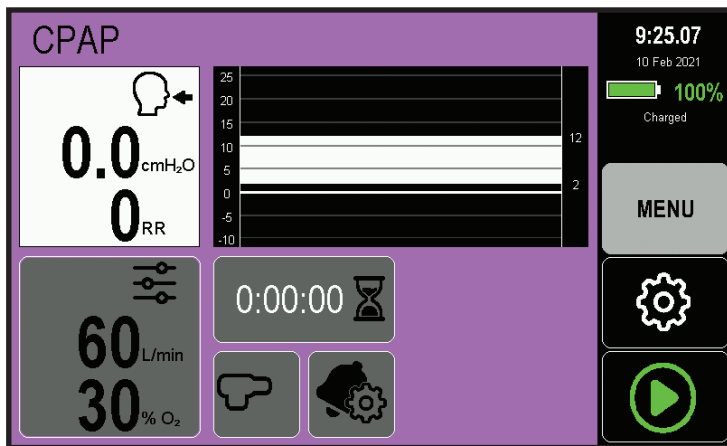 CPAP
0.0 cmH₂O
0 RR
25
20
15
10
5
0
-5
-10
12
2
60 L/min
30 % O₂
0:00:00
9:25.07
10 Feb 2021
100%
Charged
MENU